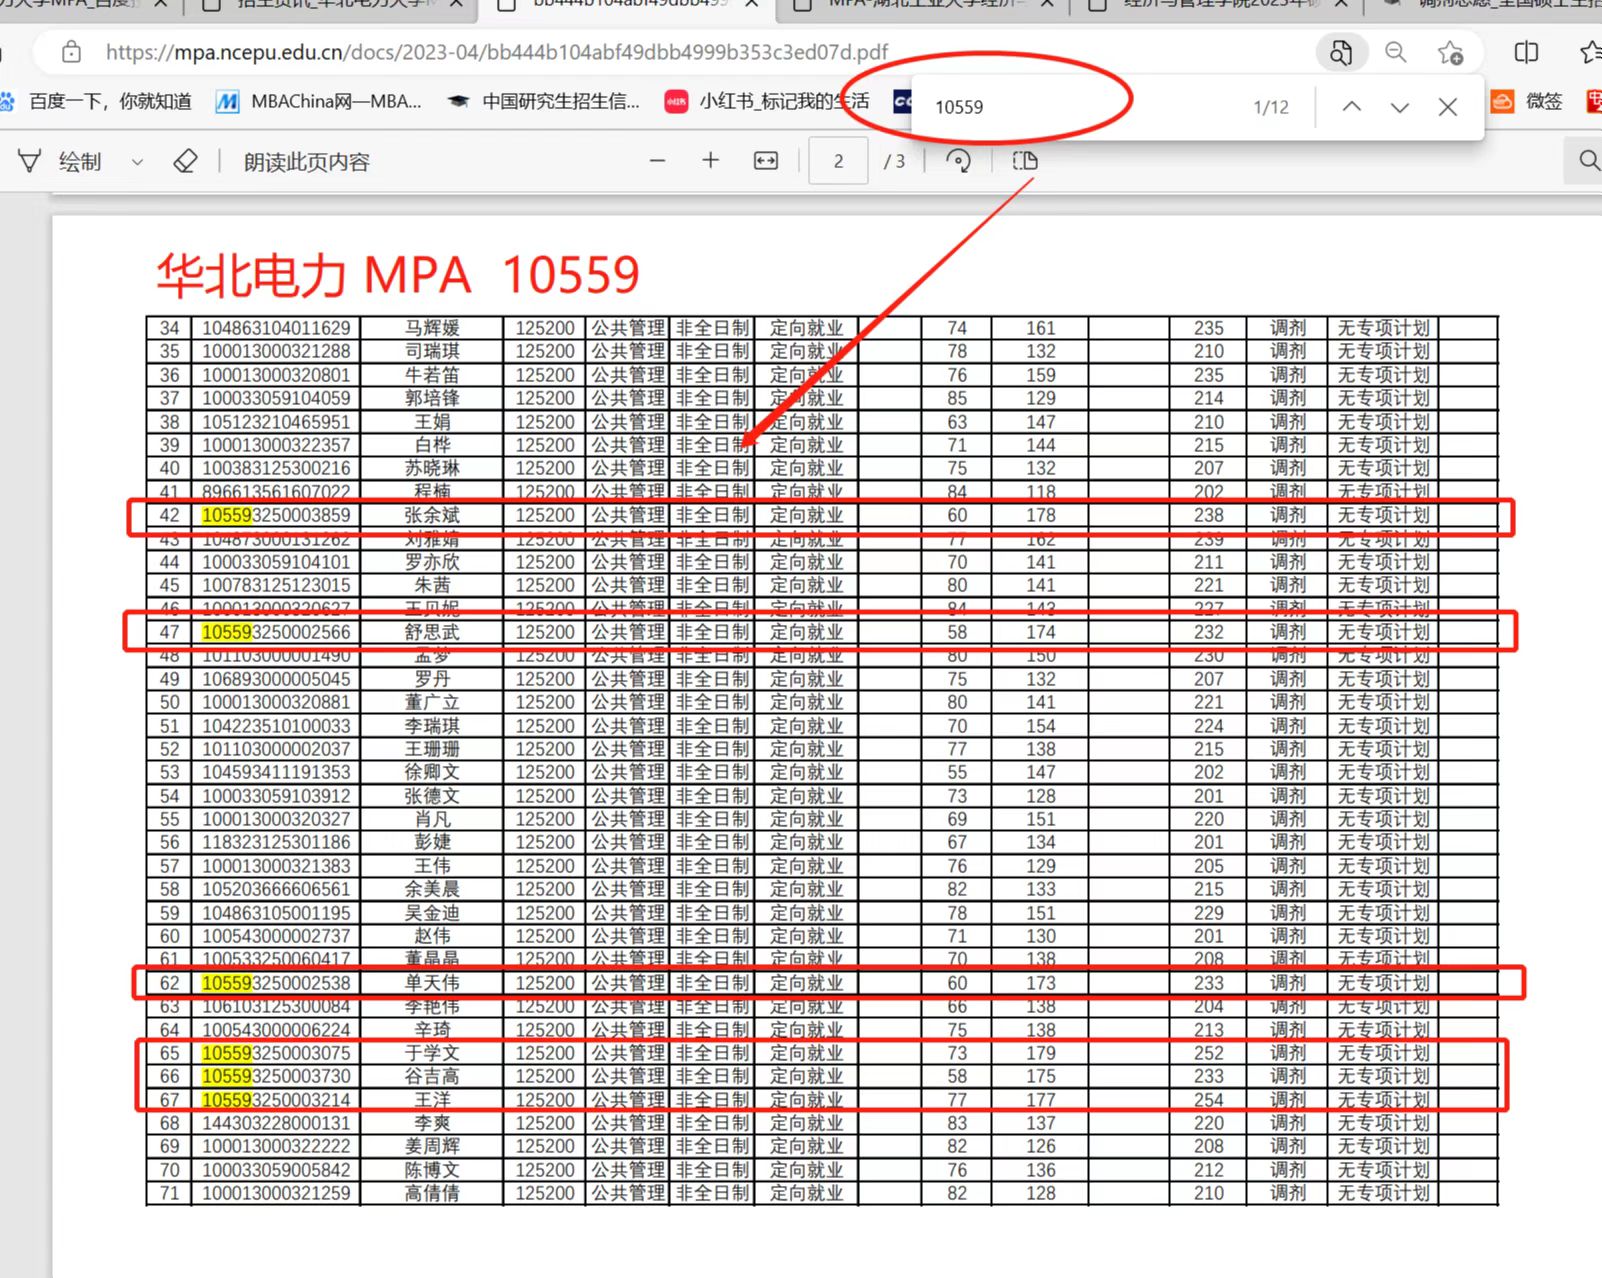 https://mpa.ncepu.edu.cn/docs/2023-04/bb444b104abf49dbb4999b353c3ed07d.pdf
百度一下，你就知道 MBAChina网—MBA... 中国研究生招生信... 小红书_标记我的生活 10559 1/12 微签
绘制 朗读此页内容 2 / 3
华北电力 MPA 10559
34 104863104011629 马辉媛 125200 公共管理 非全日制 定向就业 74 161 235 调剂 无专项计划
35 100013000321288 司瑞琪 125200 公共管理 非全日制 定向就业 78 132 210 调剂 无专项计划
36 100013000320801 牛若笛 125200 公共管理 非全日制 定向就业 76 159 235 调剂 无专项计划
37 100033059104059 郭培锋 125200 公共管理 非全日制 定向就业 85 129 214 调剂 无专项计划
38 105123210465951 王娟 125200 公共管理 非全日制 定向就业 63 147 210 调剂 无专项计划
39 100013000322357 白桦 125200 公共管理 非全日制 定向就业 71 144 215 调剂 无专项计划
40 100383125300216 苏晓琳 125200 公共管理 非全日制 定向就业 75 132 207 调剂 无专项计划
41 896613561607022 程楠 125200 公共管理 非全日制 定向就业 84 118 202 调剂 无专项计划
42 105593250003859 张余斌 125200 公共管理 非全日制 定向就业 60 178 238 调剂 无专项计划
43 104873000131262 刘雅婧 125200 公共管理 非全日制 定向就业 77 162 239 调剂 无专项计划
44 100033059104101 罗亦欣 125200 公共管理 非全日制 定向就业 70 141 211 调剂 无专项计划
45 100783125123015 朱茜 125200 公共管理 非全日制 定向就业 80 141 221 调剂 无专项计划
46 100013000320627 王贝妮 125200 公共管理 非全日制 定向就业 84 143 227 调剂 无专项计划
47 105593250002566 舒思武 125200 公共管理 非全日制 定向就业 58 174 232 调剂 无专项计划
48 101103000001490 孟梦 125200 公共管理 非全日制 定向就业 80 150 230 调剂 无专项计划
49 106893000005045 罗丹 125200 公共管理 非全日制 定向就业 75 132 207 调剂 无专项计划
50 100013000320881 董广立 125200 公共管理 非全日制 定向就业 80 141 221 调剂 无专项计划
51 104223510100033 李瑞琪 125200 公共管理 非全日制 定向就业 70 154 224 调剂 无专项计划
52 101103000002037 王珊珊 125200 公共管理 非全日制 定向就业 77 138 215 调剂 无专项计划
53 104593411191353 徐卿文 125200 公共管理 非全日制 定向就业 55 147 202 调剂 无专项计划
54 100033059103912 张德文 125200 公共管理 非全日制 定向就业 73 128 201 调剂 无专项计划
55 100013000320327 肖凡 125200 公共管理 非全日制 定向就业 69 151 220 调剂 无专项计划
56 118323125301186 彭婕 125200 公共管理 非全日制 定向就业 67 134 201 调剂 无专项计划
57 100013000321383 王伟 125200 公共管理 非全日制 定向就业 76 129 205 调剂 无专项计划
58 105203666606561 余美晨 125200 公共管理 非全日制 定向就业 82 133 215 调剂 无专项计划
59 104863105001195 吴金迪 125200 公共管理 非全日制 定向就业 78 151 229 调剂 无专项计划
60 100543000002737 赵伟 125200 公共管理 非全日制 定向就业 71 130 201 调剂 无专项计划
61 100533250060417 董晶晶 125200 公共管理 非全日制 定向就业 70 138 208 调剂 无专项计划
62 105593250002538 单天伟 125200 公共管理 非全日制 定向就业 60 173 233 调剂 无专项计划
63 106103125300084 李艳伟 125200 公共管理 非全日制 定向就业 66 138 204 调剂 无专项计划
64 100543000006224 辛琦 125200 公共管理 非全日制 定向就业 75 138 213 调剂 无专项计划
65 105593250003075 于学文 125200 公共管理 非全日制 定向就业 73 179 252 调剂 无专项计划
66 105593250003730 谷吉高 125200 公共管理 非全日制 定向就业 58 175 233 调剂 无专项计划
67 105593250003214 王洋 125200 公共管理 非全日制 定向就业 77 177 254 调剂 无专项计划
68 144303228000131 李爽 125200 公共管理 非全日制 定向就业 83 137 220 调剂 无专项计划
69 100013000322222 姜周辉 125200 公共管理 非全日制 定向就业 82 126 208 调剂 无专项计划
70 100033059005842 陈博文 125200 公共管理 非全日制 定向就业 76 136 212 调剂 无专项计划
71 100013000321259 高倩倩 125200 公共管理 非全日制 定向就业 82 128 210 调剂 无专项计划